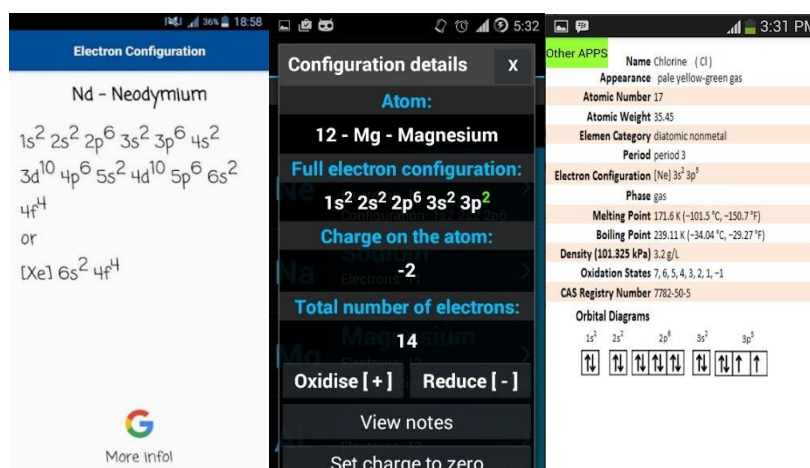 36% 18:58
Electron Configuration
Nd - Neodymium
1s² 2s² 2p⁶ 3s² 3p⁶ 4s²
3d¹⁰ 4p⁶ 5s² 4d¹⁰ 5p⁶ 6s²
4f⁴
or
[Xe] 6s² 4f⁴
G
More info!
5:32
Configuration details X
Atom:
12 - Mg - Magnesium
Full electron configuration:
1s² 2s² 2p⁶ 3s² 3p²
Charge on the atom:
-2
Total number of electrons:
14
Oxidise [+] Reduce [-]
View notes
Set charge to zero
3:31 PM
Other APPS
Name Chlorine ( Cl )
Appearance pale yellow-green gas
Atomic Number 17
Atomic Weight 35.45
Elemen Category diatomic nonmetal
Period period 3
Electron Configuration [Ne] 3s² 3p⁵
Phase gas
Melting Point 171.6 K (−101.5 °C, −150.7 °F)
Boiling Point 239.11 K (−34.04 °C, −29.27 °F)
Density (101.325 kPa) 3.2 g/L
Oxidation States 7, 6, 5, 4, 3, 2, 1, −1
CAS Registry Number 7782-50-5
Orbital Diagrams
1s² 2s² 2p⁶ 3s² 3p⁵